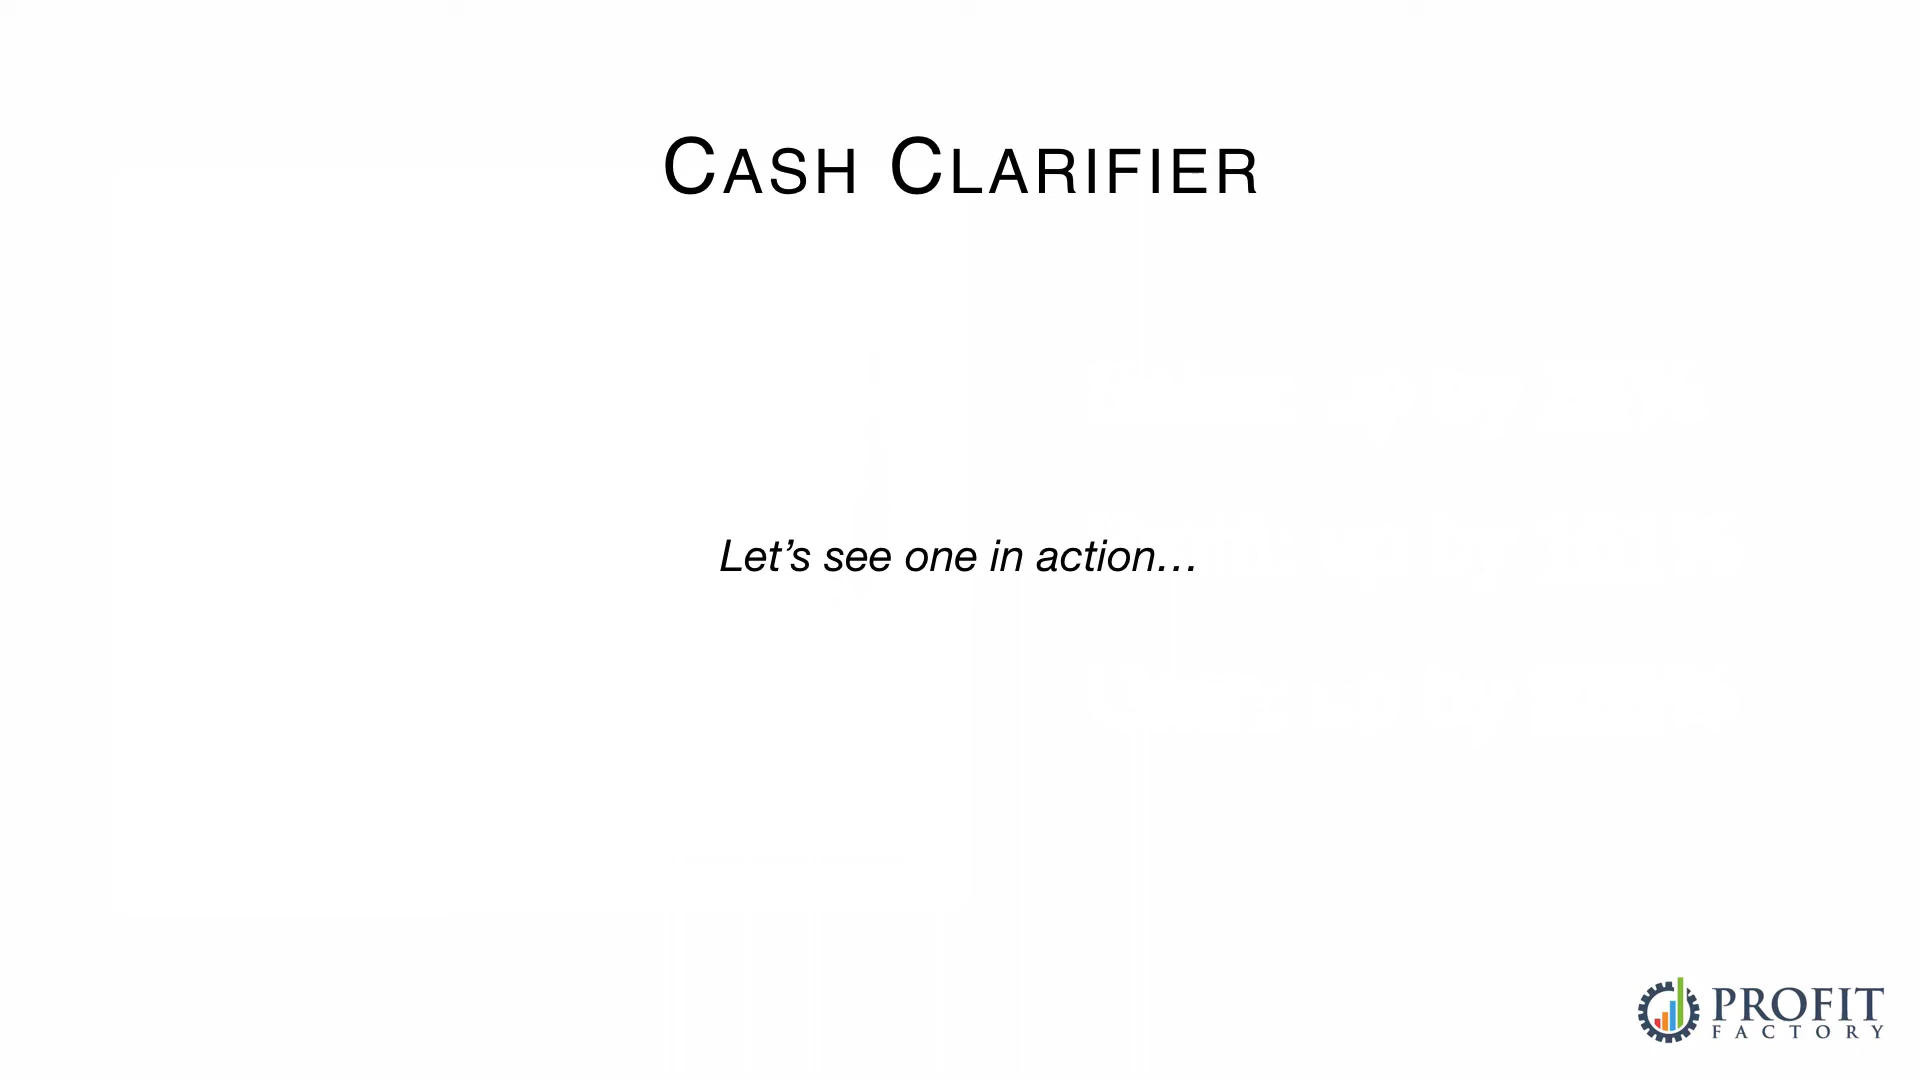 CASH CLARIFIER
Let’s see one in action…
PROFIT
FACTORY